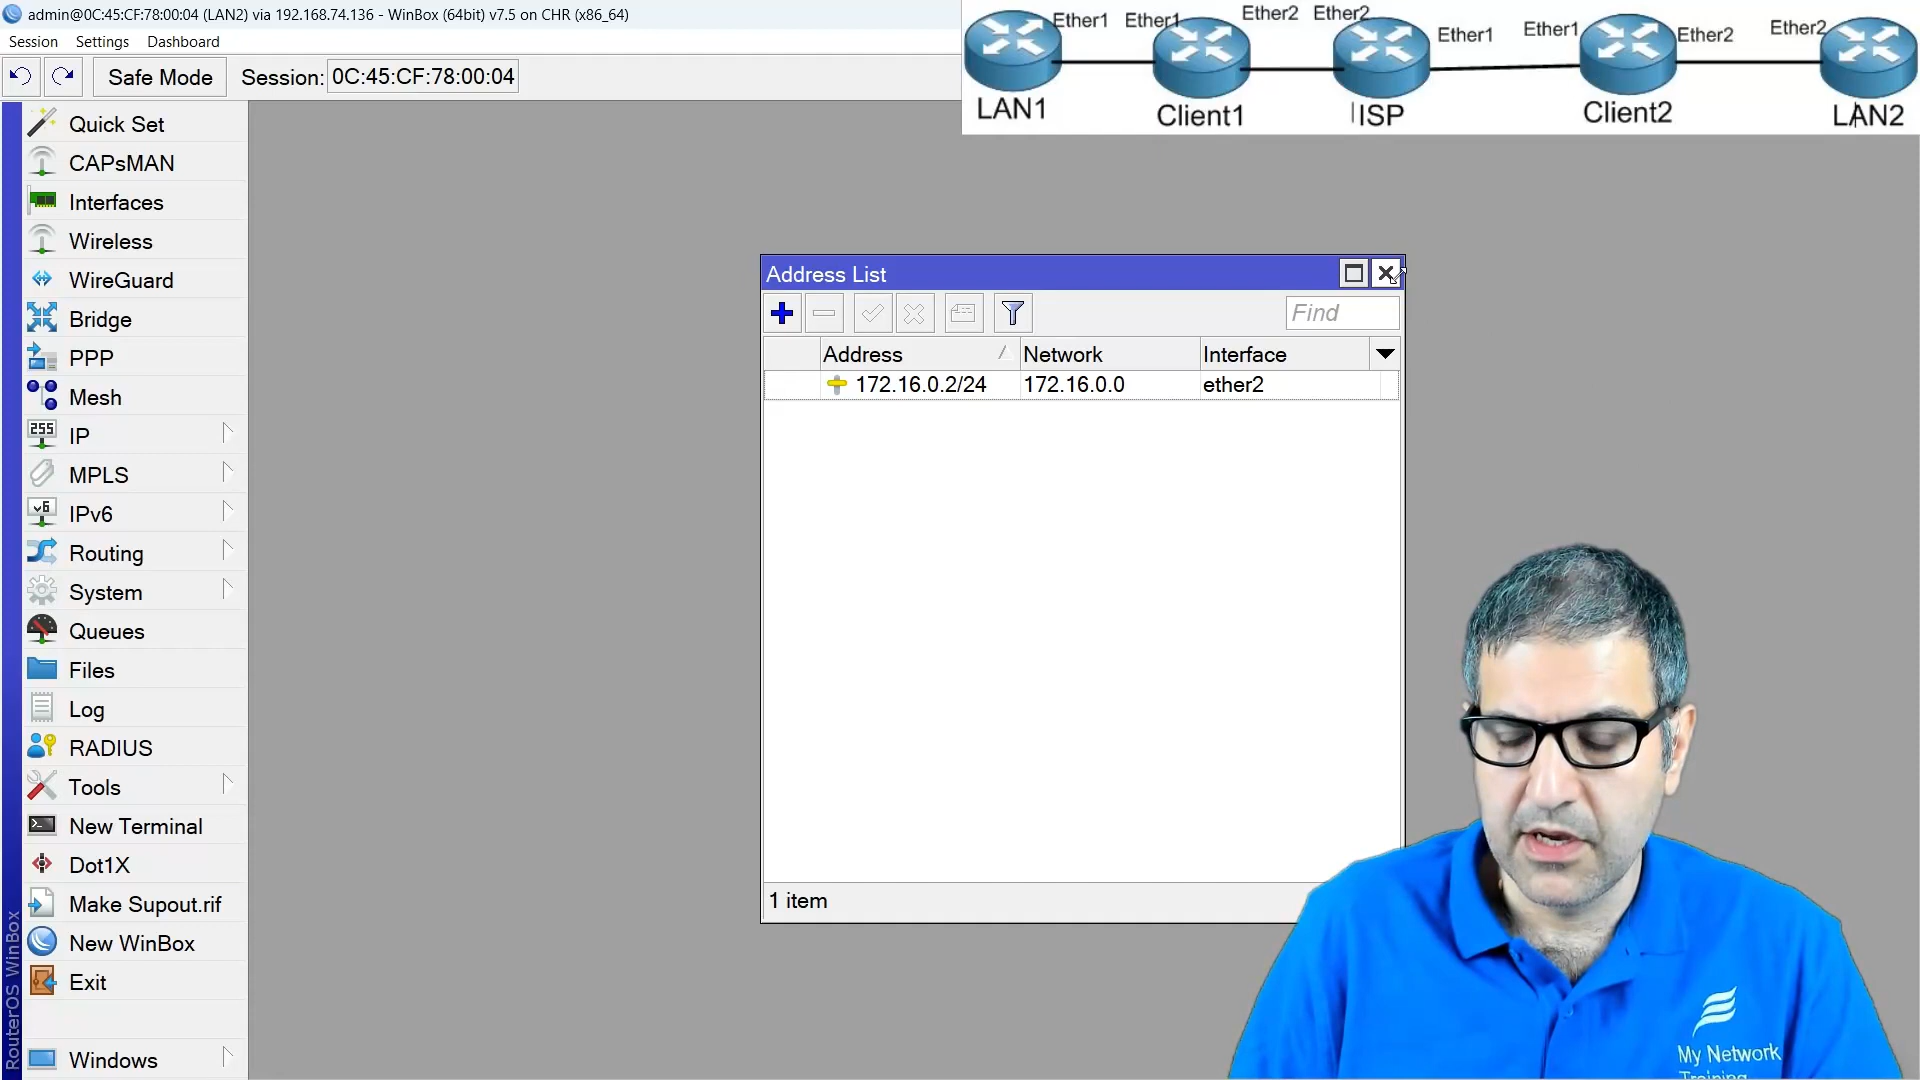 admin@0C:45:CF:78:00:04 (LAN2) via 192.168.74.136 - WinBox (64bit) v7.5 on CHR (x86_64)
Session Settings Dashboard
Safe Mode Session: 0C:45:CF:78:00:04
Ether1 Ether1 Ether2 Ether2 Ether1 Ether1 Ether2 Ether2
LAN1 Client1 ISP Client2 LAN2
Quick Set
CAPsMAN
Interfaces
Wireless
WireGuard
Bridge
PPP
Mesh
255 IP
MPLS
v6 IPv6
Routing
System
Queues
Files
Log
RADIUS
Tools
New Terminal
Dot1X
Make Supout.rif
New WinBox
Exit
Windows
RouterOS WinBox
Address List
Find
Address Network Interface
172.16.0.2/24 172.16.0.0 ether2
1 item
My Network
Training